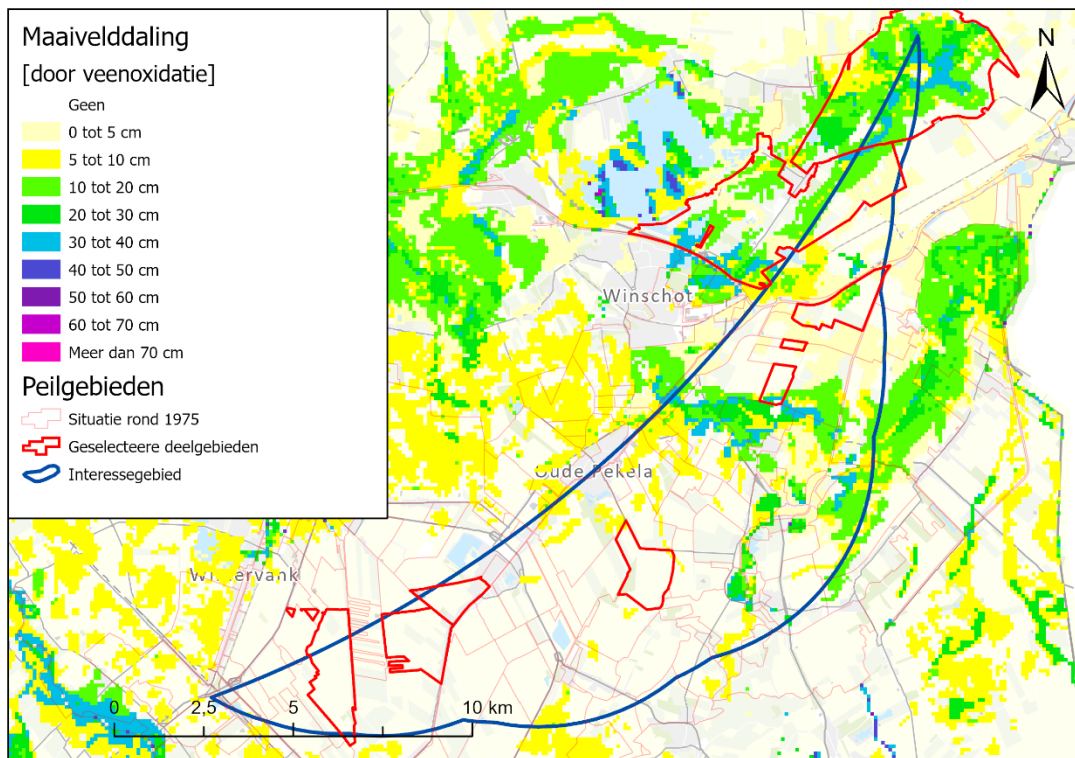 Maaivelddaling
[door veenoxidatie]
Geen
0 tot 5 cm
5 tot 10 cm
10 tot 20 cm
20 tot 30 cm
30 tot 40 cm
40 tot 50 cm
50 tot 60 cm
60 tot 70 cm
Meer dan 70 cm
Peilgebieden
Situatie rond 1975
Geselecteere deelgebieden
Interessegebied
N
Winschot
Oude Pekela
0
2,5
5
10 km